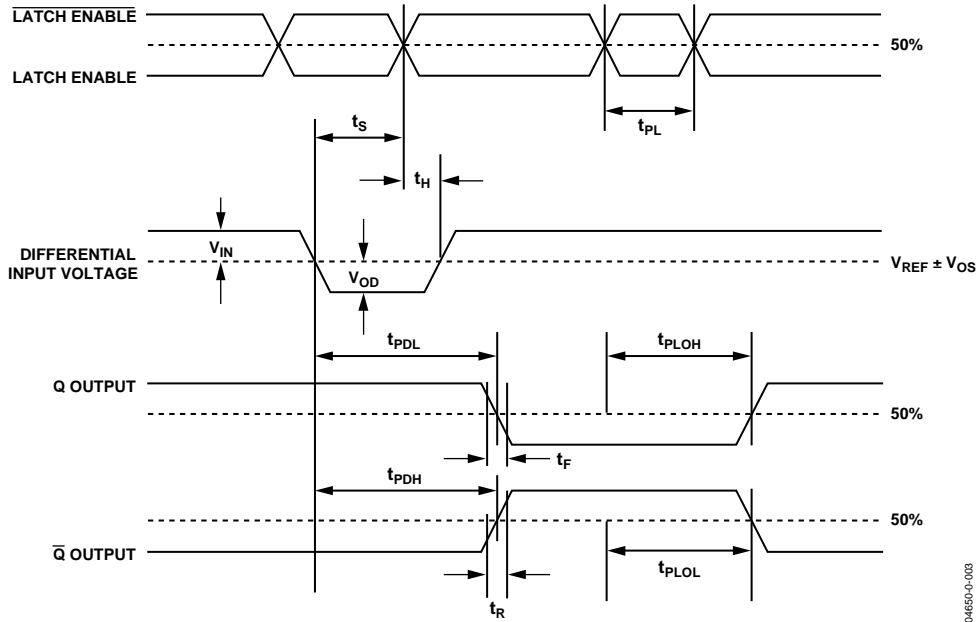 LATCH ENABLE
50%
LATCH ENABLE
tS
tPL
tH
VIN
DIFFERENTIAL
INPUT VOLTAGE
VOD
VREF ± VOS
tPDL
tPLOH
Q OUTPUT
50%
tF
tPDH
50%
Q OUTPUT
tPLOL
tR
04650-0-003